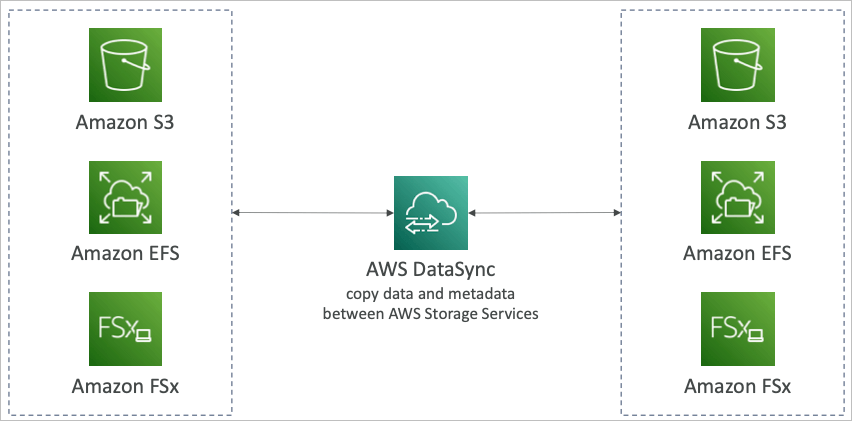 Amazon S3
Amazon EFS
FSx
Amazon FSx
AWS DataSync
copy data and metadata
between AWS Storage Services
Amazon S3
Amazon EFS
FSx
Amazon FSx